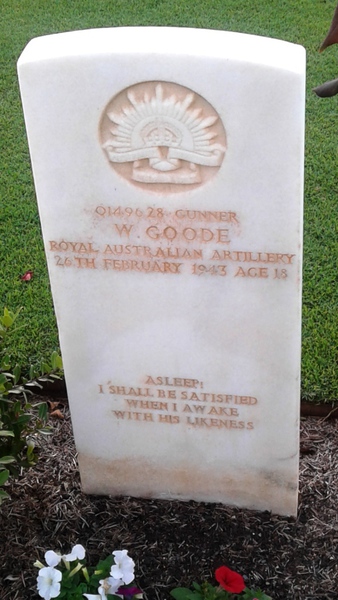 Q149628 GUNNER
W. GOODE
ROYAL AUSTRALIAN ARTILLERY
26TH FEBRUARY 1943 AGE 18
ASLEEP:
I SHALL BE SATISFIED
WHEN I AWAKE
WITH HIS LIKENESS